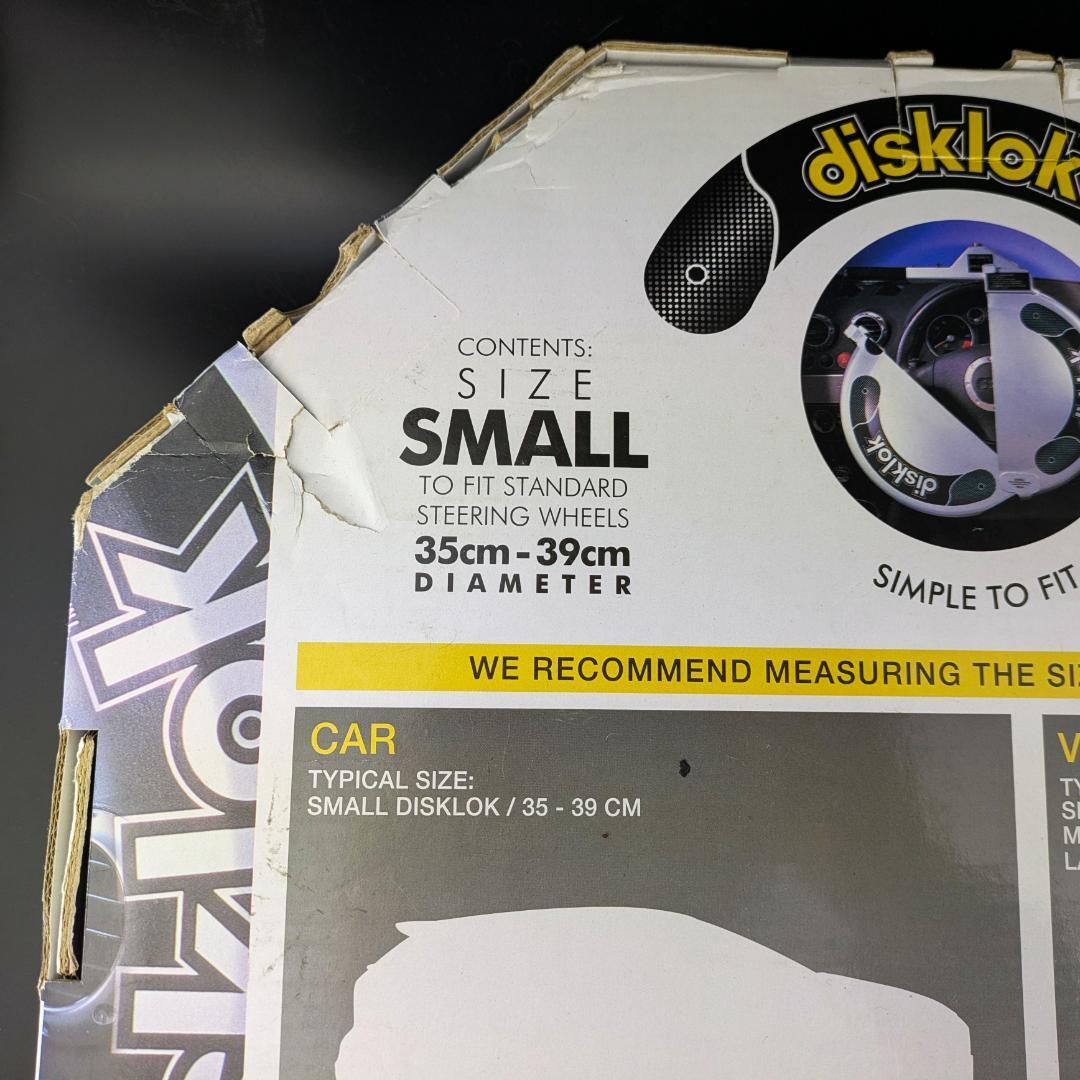 disklok
CONTENTS:
SIZE
SMALL
TO FIT STANDARD
STEERING WHEELS
35cm - 39cm
DIAMETER
disklok
SIMPLE TO FIT
WE RECOMMEND MEASURING THE
CAR
TYPICAL SIZE:
SMALL DISKLOK / 35 - 39 CM